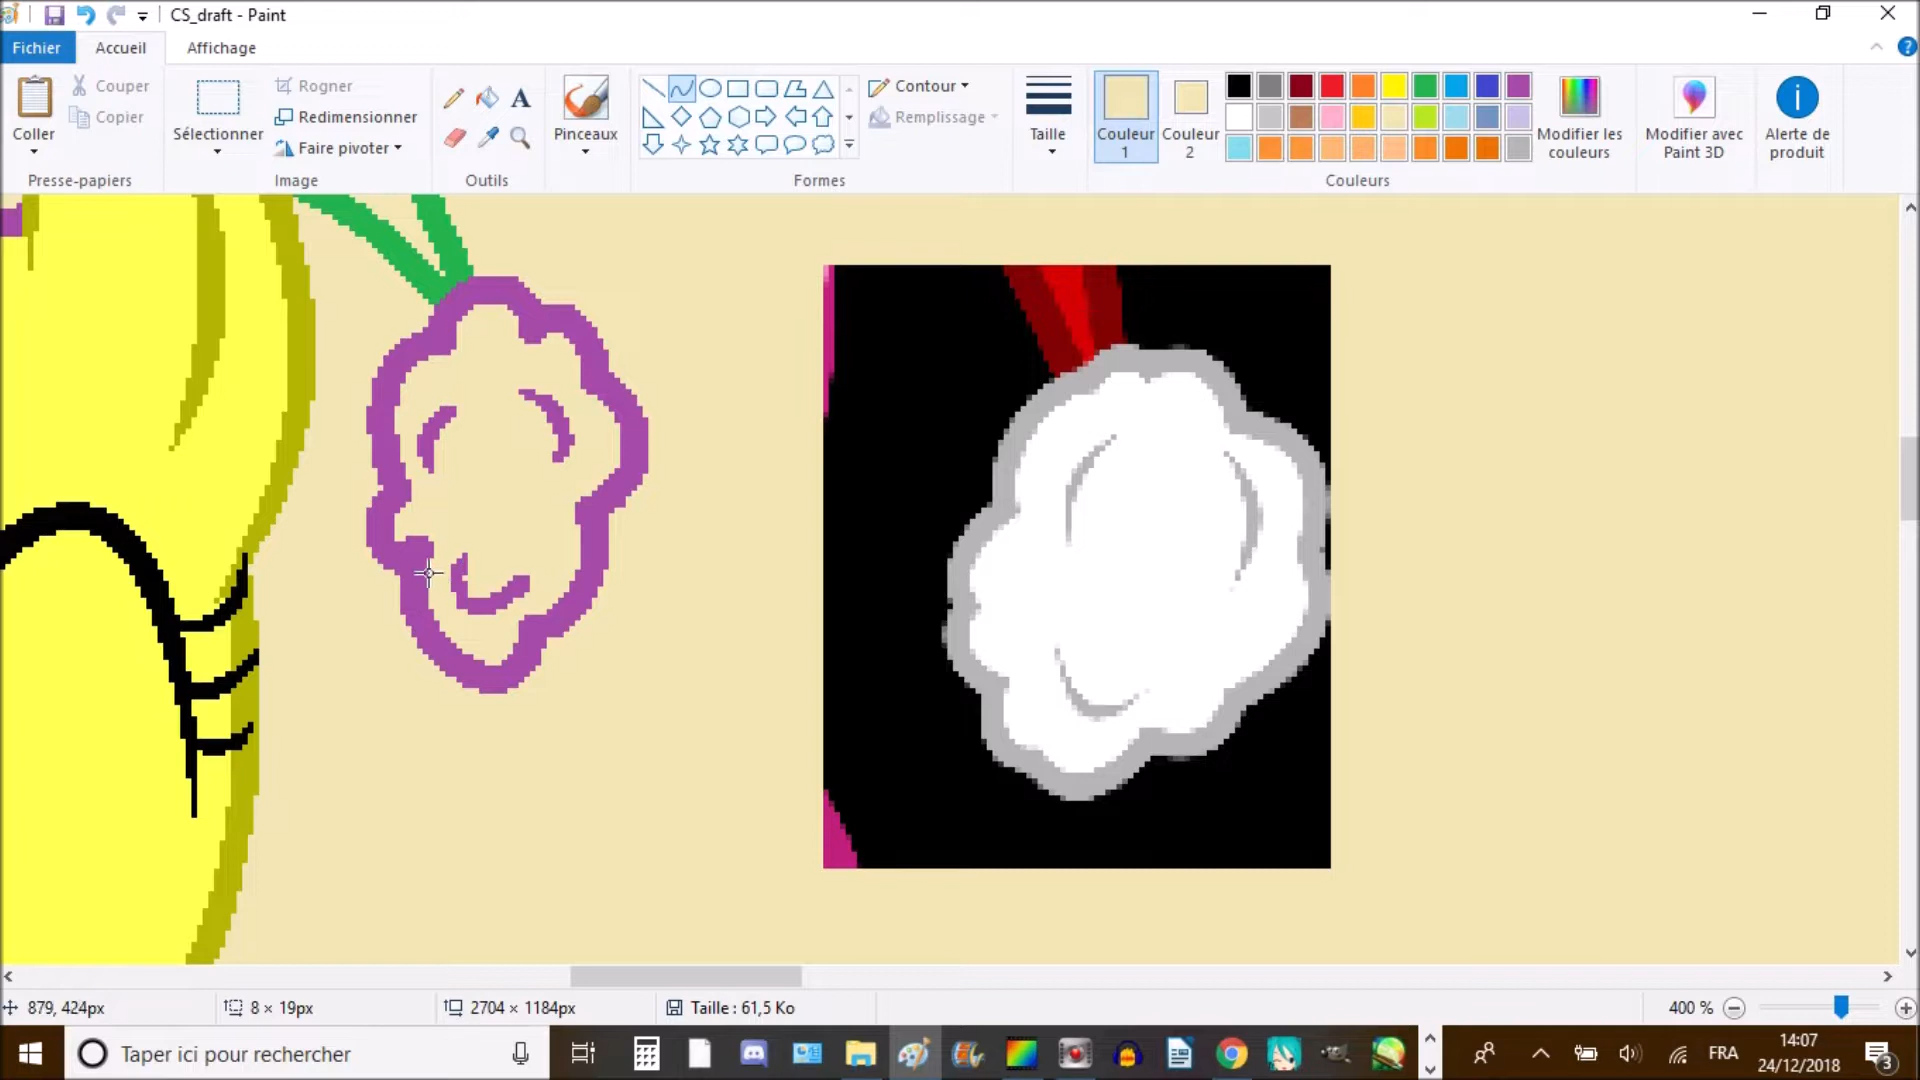 CS_draft - Paint
Fichier
Accueil
Affichage
Coller
Couper
Copier
Presse-papiers
Sélectionner
Rogner
Redimensionner
Faire pivoter
Image
A
Outils
Pinceaux
Contour
Remplissage
Formes
Taille
Couleur 1
Couleur 2
Couleurs
Modifier les couleurs
Modifier avec Paint 3D
Alerte de produit
879, 424px
8 × 19px
2704 × 1184px
Taille : 61,5 Ko
400 %
Taper ici pour rechercher
FRA
14:07
24/12/2018
3